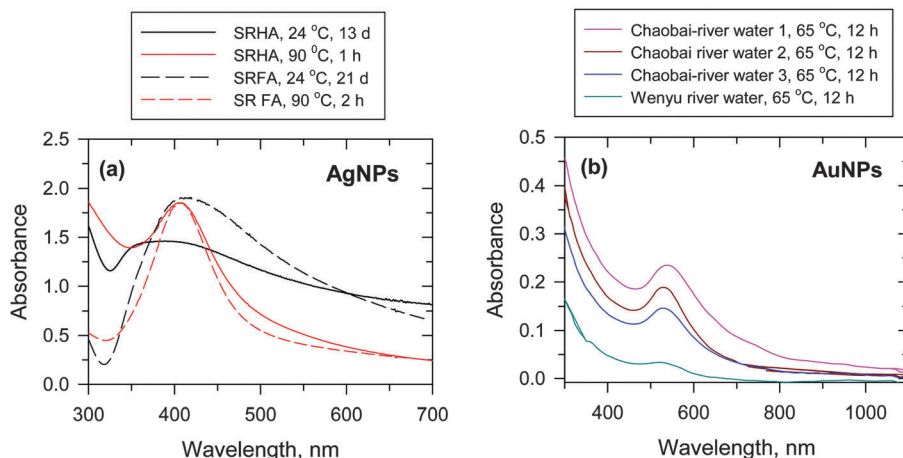 SRHA, 24 °C, 13 d
SRHA, 90 ⁰C, 1 h
SRFA, 24 °C, 21 d
SR FA, 90 °C, 2 h
(a)
AgNPs
2.5
2.0
1.5
1.0
0.5
0.0
Absorbance
300
400
500
600
700
Wavelength, nm
Chaobai-river water 1, 65 °C, 12 h
Chaobai river water 2, 65 °C, 12 h
Chaobai-river water 3, 65 °C, 12 h
Wenyu river water, 65 °C, 12 h
(b)
AuNPs
0.5
0.4
0.3
0.2
0.1
0.0
Absorbance
400
600
800
1000
Wavelength, nm